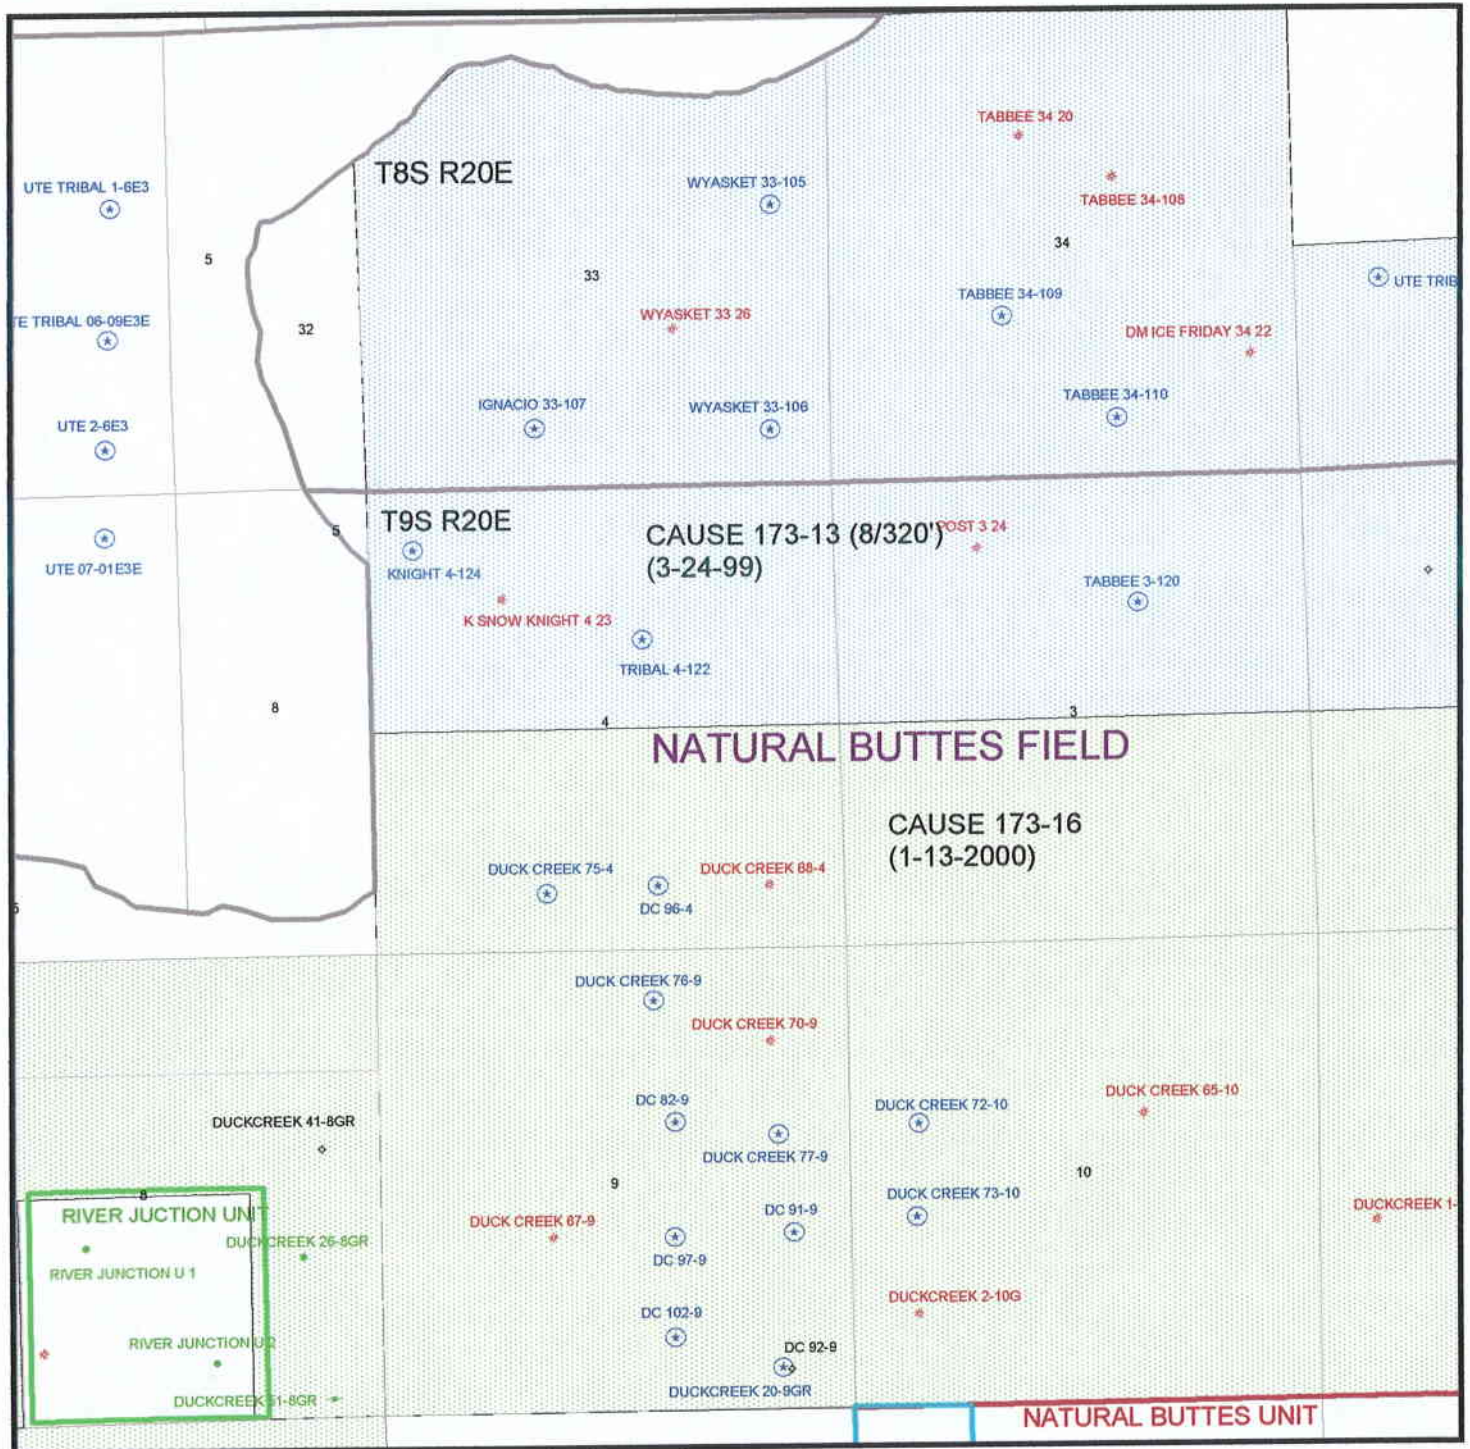 TABBEE 34 20
T8S R20E
UTE TRIBAL 1-6E3
WYASKET 33-105
TABBEE 34-108
5
34
33
UTE TRIB
TABBEE 34-109
WYASKET 33 26
TE TRIBAL 06-09E3E
32
DM ICE FRIDAY 34 22
TABBEE 34-110
IGNACIO 33-107
WYASKET 33-106
UTE 2-6E3
T9S R20E
5
CAUSE 173-13 (8/320')
POST 3 24
(3-24-99)
UTE 07-01E3E
KNIGHT 4-124
TABBEE 3-120
K SNOW KNIGHT 4 23
TRIBAL 4-122
8
4
3
NATURAL BUTTES FIELD
CAUSE 173-16
(1-13-2000)
DUCK CREEK 75-4
DUCK CREEK 68-4
DC 96-4
DUCK CREEK 76-9
DUCK CREEK 70-9
DUCK CREEK 65-10
DC 82-9
DUCK CREEK 72-10
DUCKCREEK 41-8GR
DUCK CREEK 77-9
10
9
8
DUCK CREEK 73-10
DUCKCREEK 1-
RIVER JUCTION UNIT
DC 91-9
DUCK CREEK 67-9
DUCKCREEK 26-8GR
DC 97-9
RIVER JUNCTION U 1
DUCKCREEK 2-10G
DC 102-9
RIVER JUNCTION U 2
DC 92-9
DUCKCREEK 20-9GR
DUCKCREEK 51-8GR
NATURAL BUTTES UNIT